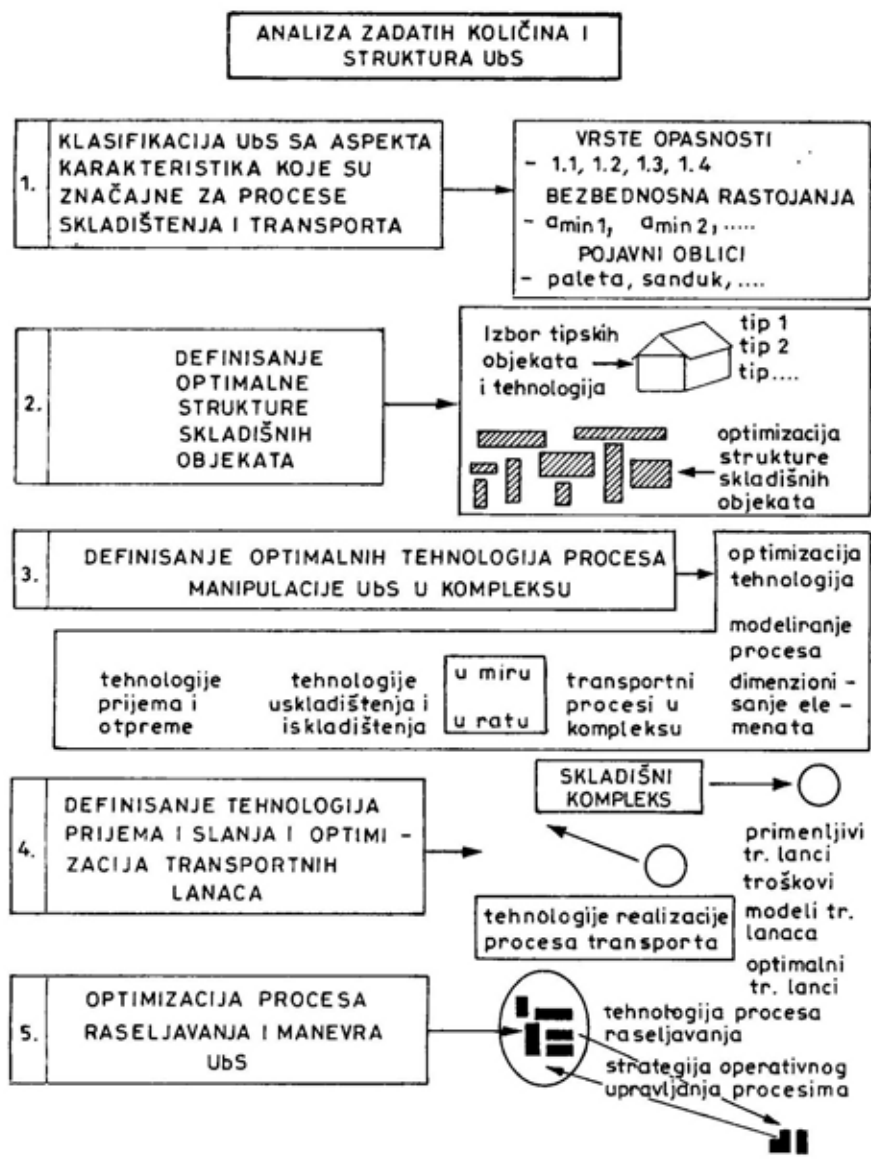 ANALIZA ZADATIH KOLIČINA I
STRUKTURA UbS
1.
KLASIFIKACIJA UbS SA ASPEKTA
KARAKTERISTIKA KOJE SU
ZNAČAJNE ZA PROCESE
SKLADIŠTENJA I TRANSPORTA
VRSTE OPASNOSTI
- 1.1, 1.2, 1.3, 1.4
BEZBEDNOSNA RASTOJANJA
- amin1, amin2, .....
POJAVNI OBLICI
- paleta, sanduk, ....
2.
DEFINISANJE
OPTIMALNE
STRUKTURE
SKLADIŠNIH
OBJEKATA
Izbor tipskih
objekata
i tehnologija
tip 1
tip 2
tip....
optimizacija
strukture
skladišnih
objekata
3.
DEFINISANJE OPTIMALNIH TEHNOLOGIJA PROCESA
MANIPULACIJE UbS U KOMPLEKSU
optimizacija
tehnologija
modeliranje
procesa
dimenzioni -
sanje ele -
menata
tehnologije
prijema i
otpreme
tehnologije
uskladištenja i
iskladištenja
u miru
u ratu
transportni
procesi u
kompleksu
4.
DEFINISANJE TEHNOLOGIJA
PRIJEMA I SLANJA I OPTIMI -
ZACIJA TRANSPORTNIH
LANACA
SKLADIŠNI
KOMPLEKS
primenljivi
tr. lanci
troškovi
modeli tr.
lanaca
optimalni
tr. lanci
tehnologije realizacije
procesa transporta
5.
OPTIMIZACIJA PROCESA
RASELJAVANJA I MANEVRA
UbS
tehnologija procesa
raseljavanja
strategija operativnog
upravljanja procesima